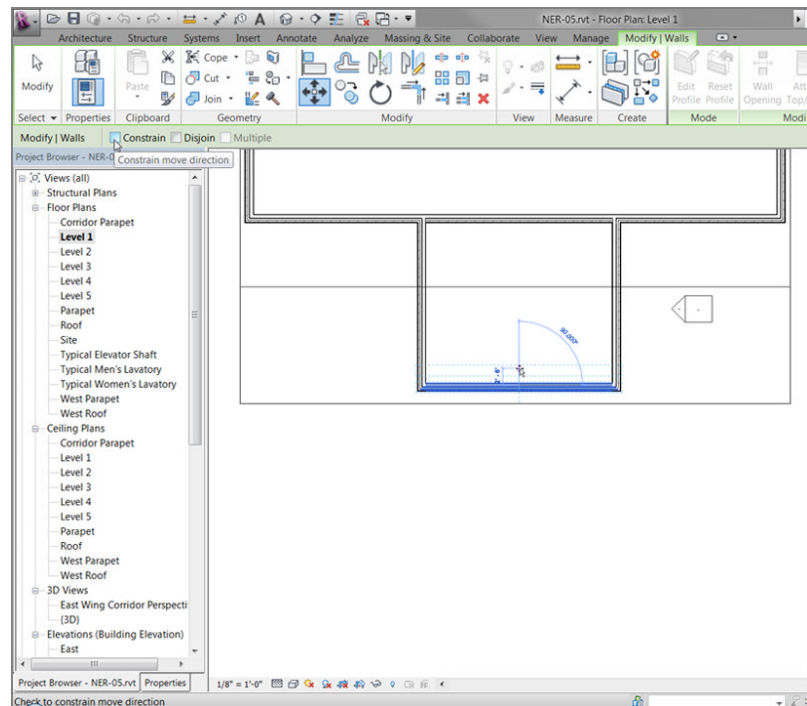 NER-05.rvt - Floor Plan: Level 1
Architecture Structure Systems Insert Annotate Analyze Massing & Site Collaborate View Manage Modify | Walls
Modify
Paste
Cope
Cut
Join
Edit Profile
Reset Profile
Wall Opening
Select Properties Clipboard Geometry Modify View Measure Create Mode
Modify | Walls Constrain Disjoin Multiple
Constrain move direction
Views (all)
Structural Plans
Floor Plans
Corridor Parapet
Level 1
Level 2
Level 3
Level 4
Level 5
Parapet
Roof
Site
Typical Elevator Shaft
Typical Men's Lavatory
Typical Women's Lavatory
West Parapet
West Roof
Ceiling Plans
Corridor Parapet
Level 1
Level 2
Level 3
Level 4
Level 5
Parapet
Roof
West Parapet
West Roof
3D Views
East Wing Corridor Perspecti
{3D}
Elevations (Building Elevation)
East
90.000°
Project Browser - NER-05.rvt Properties
1/8" = 1'-0"
Check to constrain move direction